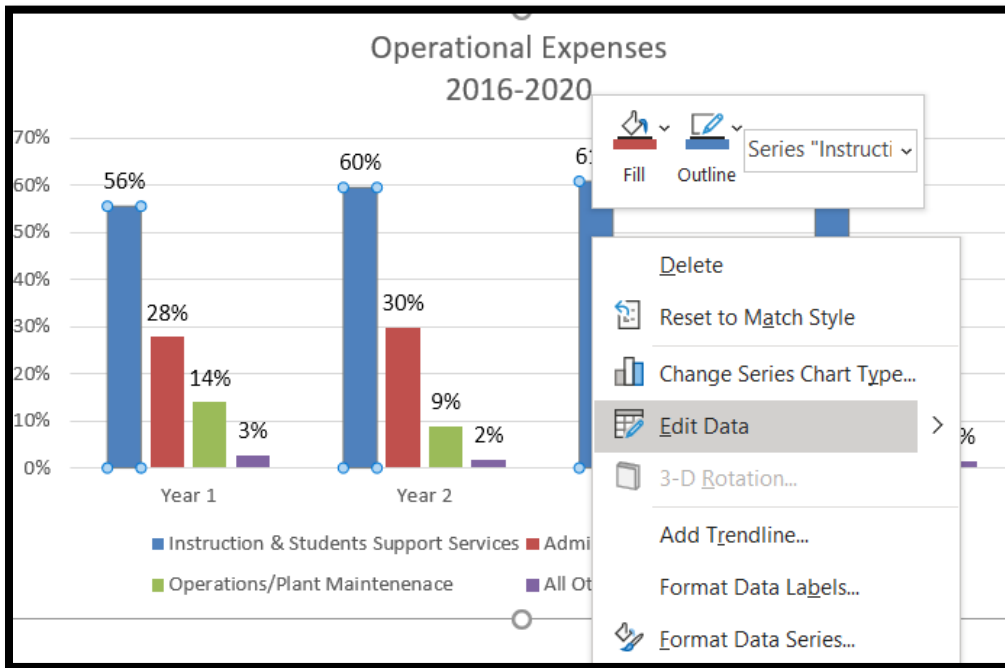 Operational Expenses
2016-2020
70%
60%
50%
40%
30%
20%
10%
0%
56%
28%
14%
3%
60%
30%
9%
2%
Year 1
Year 2
Instruction & Students Support Services
Operations/Plant Maintenenace
Fill
Outline
Series "Instructi
Delete
Reset to Match Style
Change Series Chart Type...
Edit Data
3-D Rotation...
Add Trendline...
Format Data Labels...
Format Data Series...